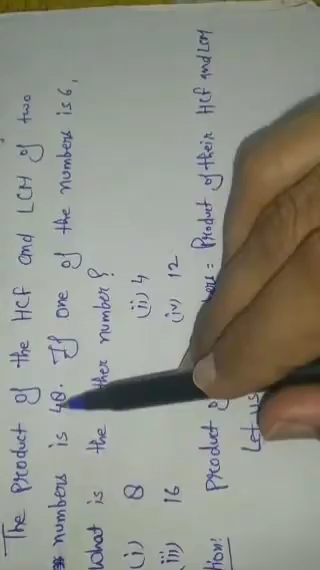 The product of the HCF and LCM of two
numbers is 48. If one of the numbers is 6,
What is the other number?
(i) 8 (ii) 4
(iii) 16 (iv) 12
Product = Product of their HCF and LCM
Let us